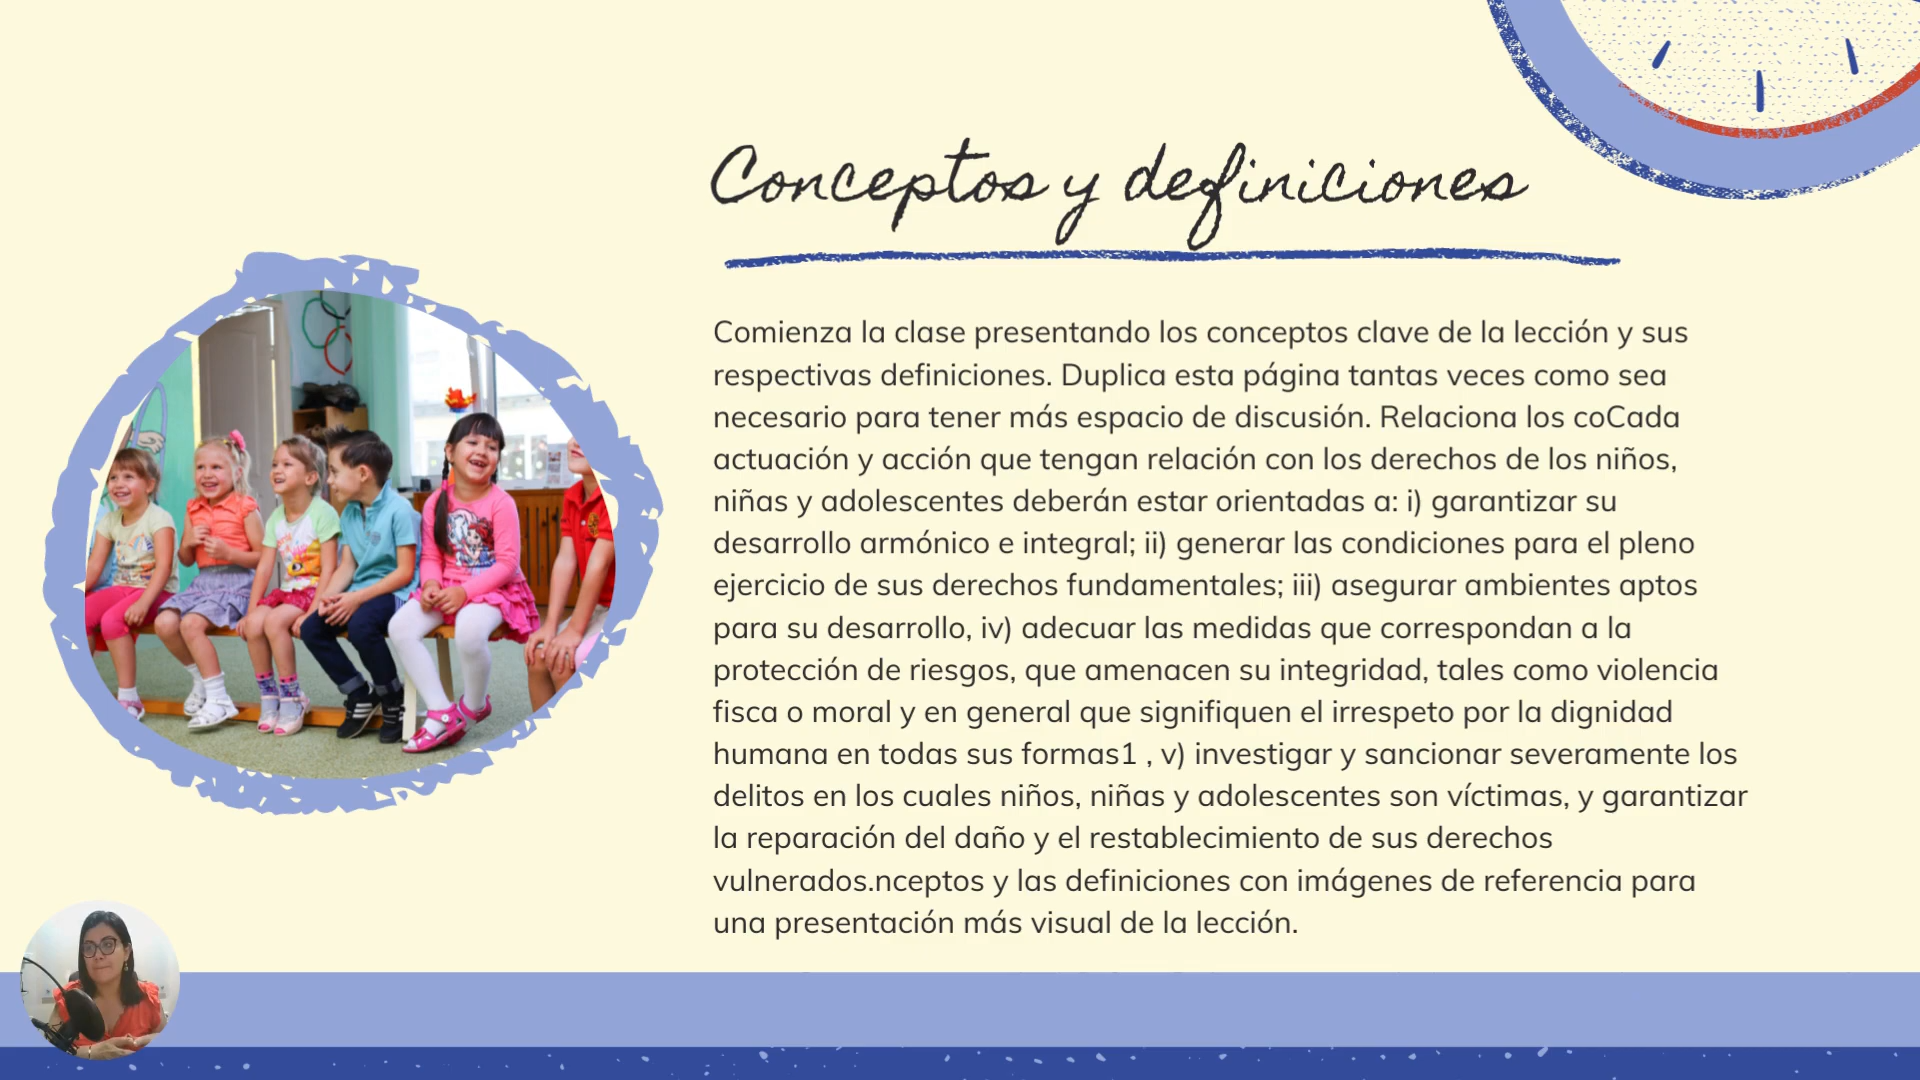 Conceptos y definiciones
Comienza la clase presentando los conceptos clave de la lección y sus
respectivas definiciones. Duplica esta página tantas veces como sea
necesario para tener más espacio de discusión. Relaciona los coCada
actuación y acción que tengan relación con los derechos de los niños,
niñas y adolescentes deberán estar orientadas a: i) garantizar su
desarrollo armónico e integral; ii) generar las condiciones para el pleno
ejercicio de sus derechos fundamentales; iii) asegurar ambientes aptos
para su desarrollo, iv) adecuar las medidas que correspondan a la
protección de riesgos, que amenacen su integridad, tales como violencia
fisca o moral y en general que signifiquen el irrespeto por la dignidad
humana en todas sus formas1 , v) investigar y sancionar severamente los
delitos en los cuales niños, niñas y adolescentes son víctimas, y garantizar
la reparación del daño y el restablecimiento de sus derechos
vulnerados.nceptos y las definiciones con imágenes de referencia para
una presentación más visual de la lección.